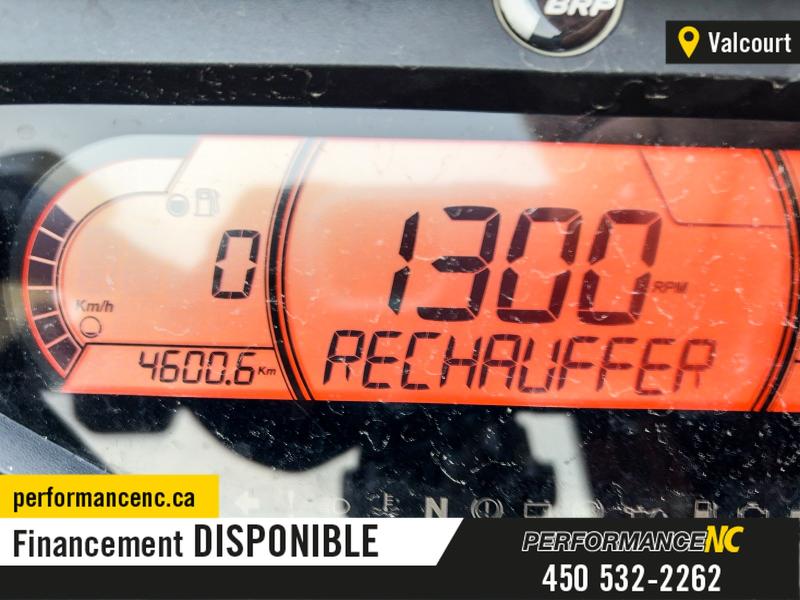 BRP
Valcourt
0
1300
RPM
Km/h
4600.6 Km
RECHAUFFER
N
performancenc.ca
Financement DISPONIBLE
PERFORMANCENC
450 532-2262